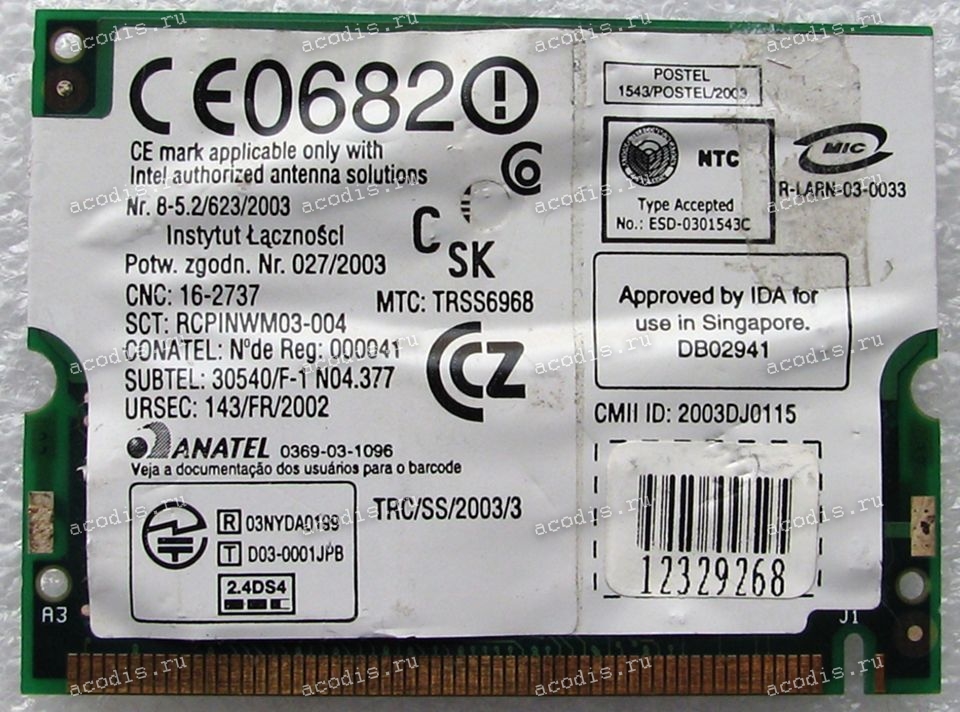 CE0682
CE mark applicable only with
Intel authorized antenna solutions
Nr. 8-5.2/623/2003
Instytut Łączności
Potw. zgodn. Nr. 027/2003
CNC: 16-2737
SCT: RCPINWM03-004
CONATEL: Nºde Reg: 000041
SUBTEL: 30540/F-1 N04.377
URSEC: 143/FR/2002
C
SK
MTC: TRSS6968
CZ
ANATEL 0369-03-1096
Veja a documentação dos usuários para o barcode
R 03NYDA0199
T D03-0001JPB
2.4DS4
TRC/SS/2003/3
POSTEL
1543/POSTEL/2003
NTC
Type Accepted
No.: ESD-0301543C
MIC
R-LARN-03-0033
Approved by IDA for
use in Singapore.
DB02941
CMII ID: 2003DJ0115
12329268
A3
J1
acodis.ru